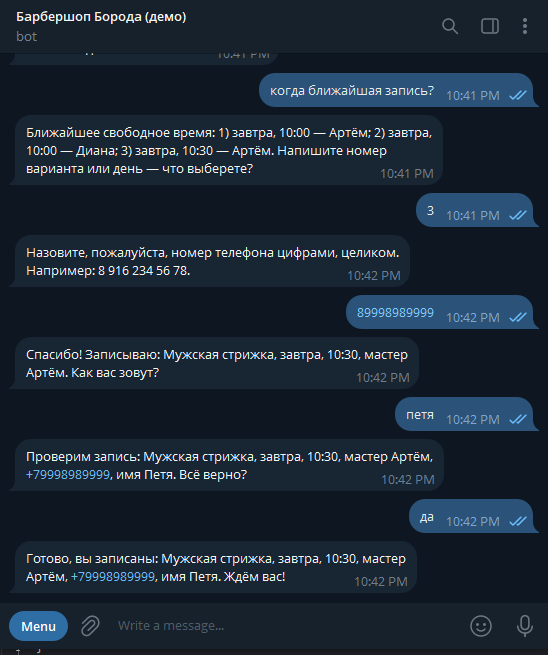 Барбершоп Борода (демо)
bot
10:41 PM
когда ближайшая запись? 10:41 PM
Ближайшее свободное время: 1) завтра, 10:00 — Артём; 2) завтра,
10:00 — Диана; 3) завтра, 10:30 — Артём. Напишите номер
варианта или день — что выберете? 10:41 PM
3 10:41 PM
Назовите, пожалуйста, номер телефона цифрами, целиком.
Например: 8 916 234 56 78. 10:42 PM
89998989999 10:42 PM
Спасибо! Записываю: Мужская стрижка, завтра, 10:30, мастер
Артём. Как вас зовут? 10:42 PM
петя 10:42 PM
Проверим запись: Мужская стрижка, завтра, 10:30, мастер Артём,
+79998989999, имя Петя. Всё верно? 10:42 PM
да 10:42 PM
Готово, вы записаны: Мужская стрижка, завтра, 10:30, мастер
Артём, +79998989999, имя Петя. Ждём вас! 10:42 PM
Menu Write a message...